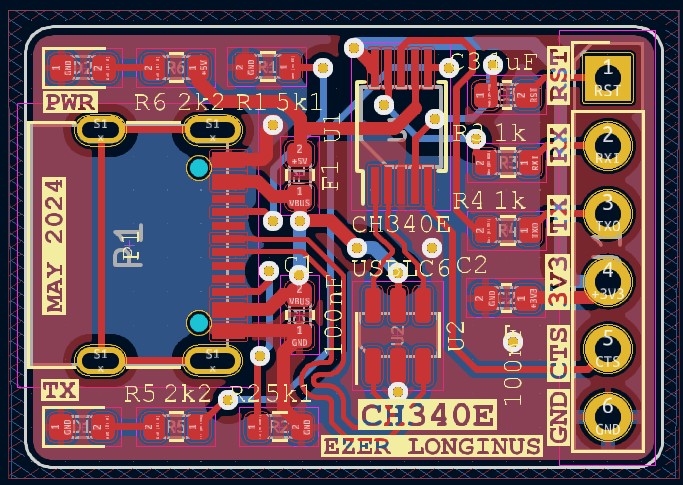 D2
R6
+5V
R1
C3 1uF
RST
1
RST
PWR
R6 2k2 R1 5k1
U1
R3 1k
RX
2
RX1
S1
S1
F1
R3
MAY 2024
P1
R4 1k
TX
3
TX0
VBUS
R4
CH340E
USBLC6 C2
3V3
4
+3V3
C1
VBUS
100nF
U2
U2
100nF
CTS
5
CTS
S1
S1
GND
TX
R5 2k2 R2 5k1
CH340E
GND
6
GND
D1
R5
R2
EZER LONGINUS